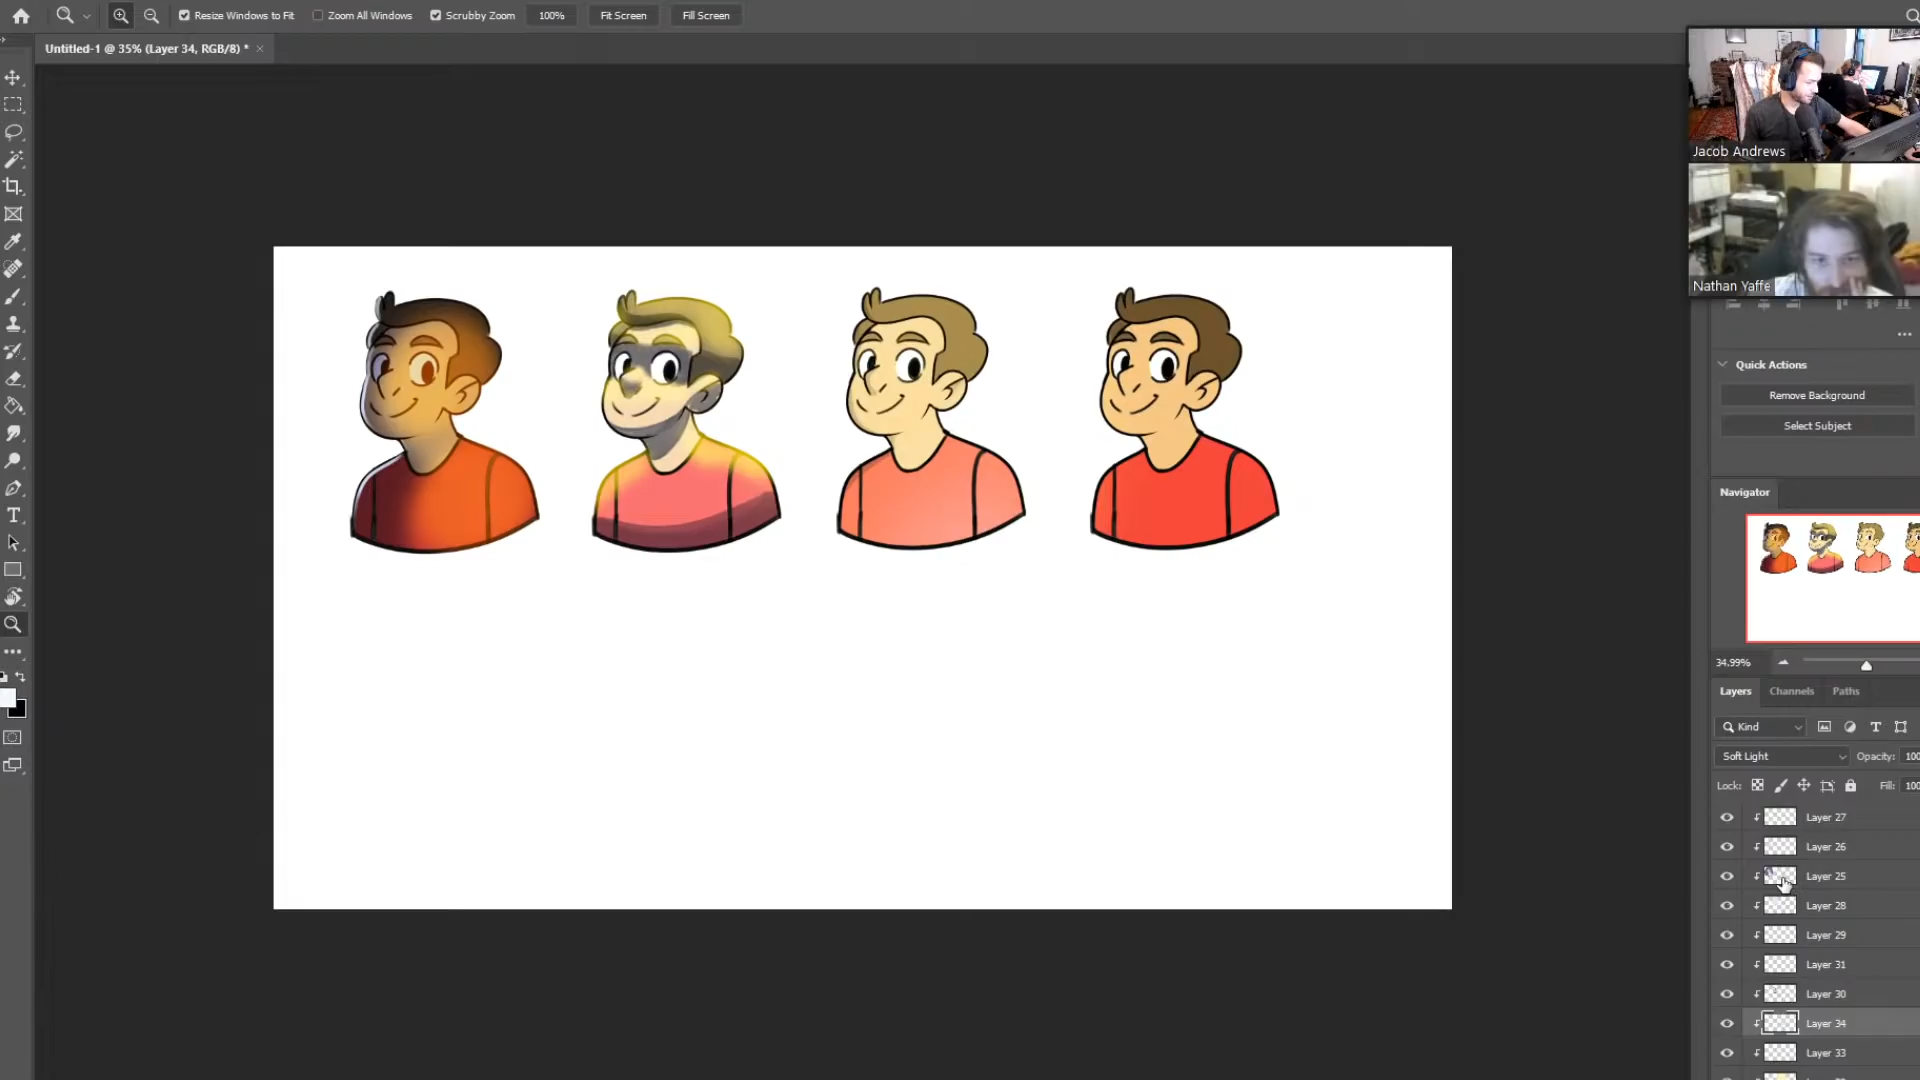 Resize Windows to Fit Zoom All Windows Scrubby Zoom 100% Fit Screen Fill Screen
Untitled-1 @ 35% (Layer 34, RGB/8) *
Jacob Andrews
Nathan Yaffe
Quick Actions
Remove Background
Select Subject
Navigator
34.99%
Layers Channels Paths
Kind
Soft Light Opacity: 100
Lock: Fill: 100
Layer 27
Layer 26
Layer 25
Layer 28
Layer 29
Layer 31
Layer 30
Layer 34
Layer 33